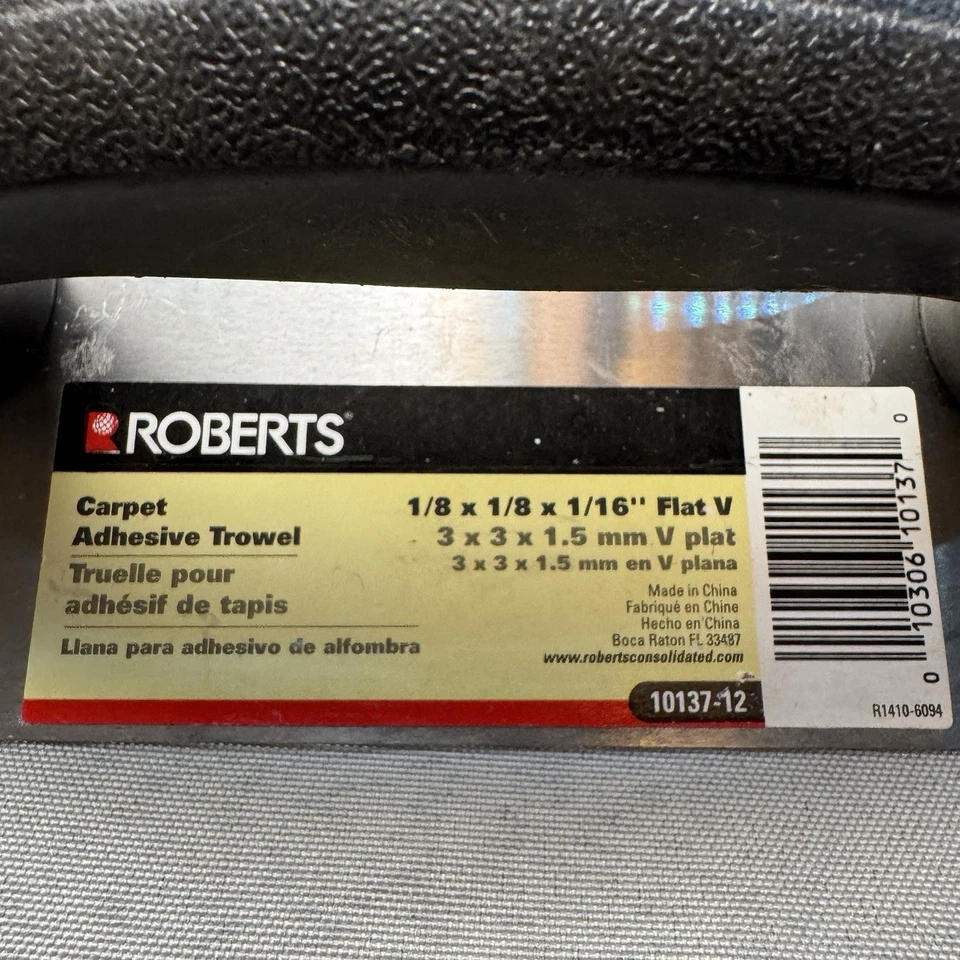 ROBERTS®
Carpet
Adhesive Trowel
Truelle pour
adhésif de tapis
Llana para adhesivo de alfombra
1/8 x 1/8 x 1/16'' Flat V
3 x 3 x 1.5 mm V plat
3 x 3 x 1.5 mm en V plana
Made in China
Fabriqué en Chine
Hecho en China
Boca Raton FL 33487
www.robertsconsolidated.com
10137-12
0 10306 10137 0
R1410-6094